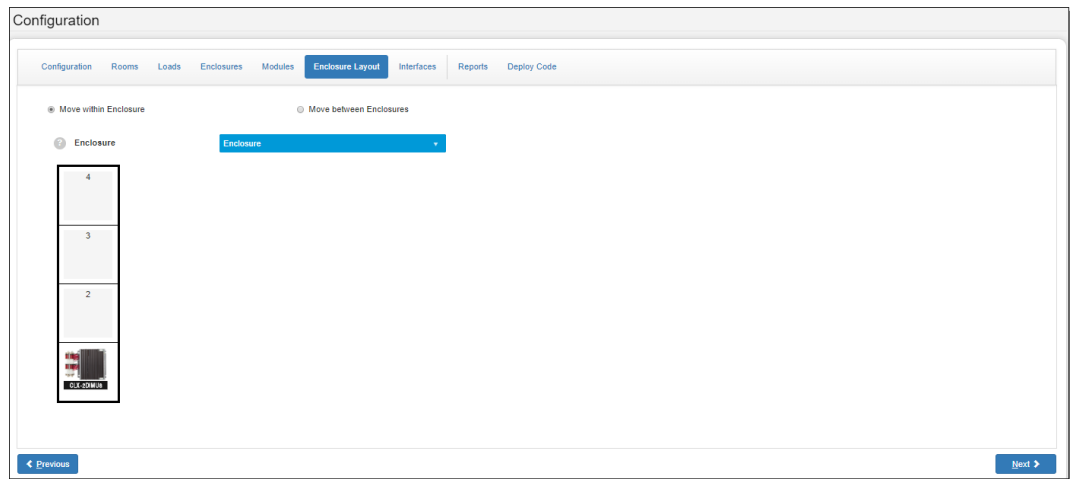 Configuration
Configuration Rooms Loads Enclosures Modules Enclosure Layout Interfaces Reports Deploy Code
Move within Enclosure Move between Enclosures
? Enclosure Enclosure
4
3
2
CLX-2DIMU8
Previous Next